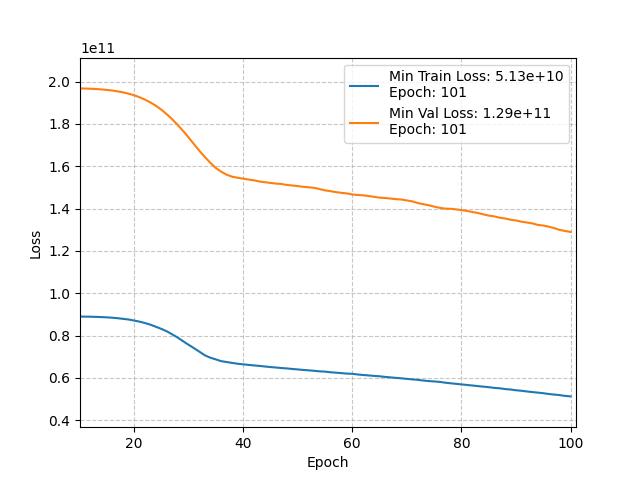 1e11
Min Train Loss: 5.13e+10
Epoch: 101
Min Val Loss: 1.29e+11
Epoch: 101
2.0
1.8
1.6
1.4
1.2
1.0
0.8
0.6
0.4
Loss
20 40 60 80 100
Epoch